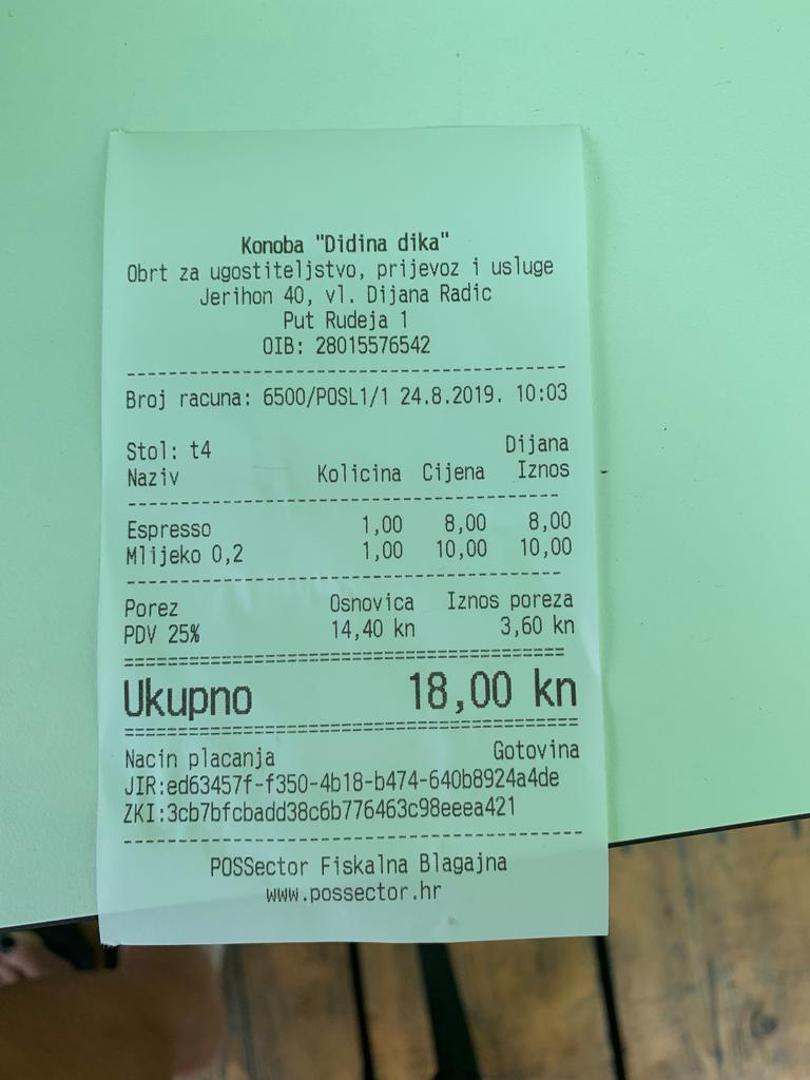 Konoba "Didina dika"
Obrt za ugostiteljstvo, prijevoz i usluge
Jerihon 40, vl. Dijana Radic
Put Rudeja 1
OIB: 28015576542
Broj racuna: 6500/POSL1/1 24.8.2019. 10:03
Stol: t4 Dijana
Naziv Kolicina Cijena Iznos
Espresso 1,00 8,00 8,00
Mlijeko 0,2 1,00 10,00 10,00
Porez Osnovica Iznos poreza
PDV 25% 14,40 kn 3,60 kn
Ukupno 18,00 kn
Nacin placanja Gotovina
JIR:ed63457f-f350-4b18-b474-640b8924a4de
ZKI:3cb7bfcbadd38c6b776463c98eeea421
POSSector Fiskalna Blagajna
www.possector.hr